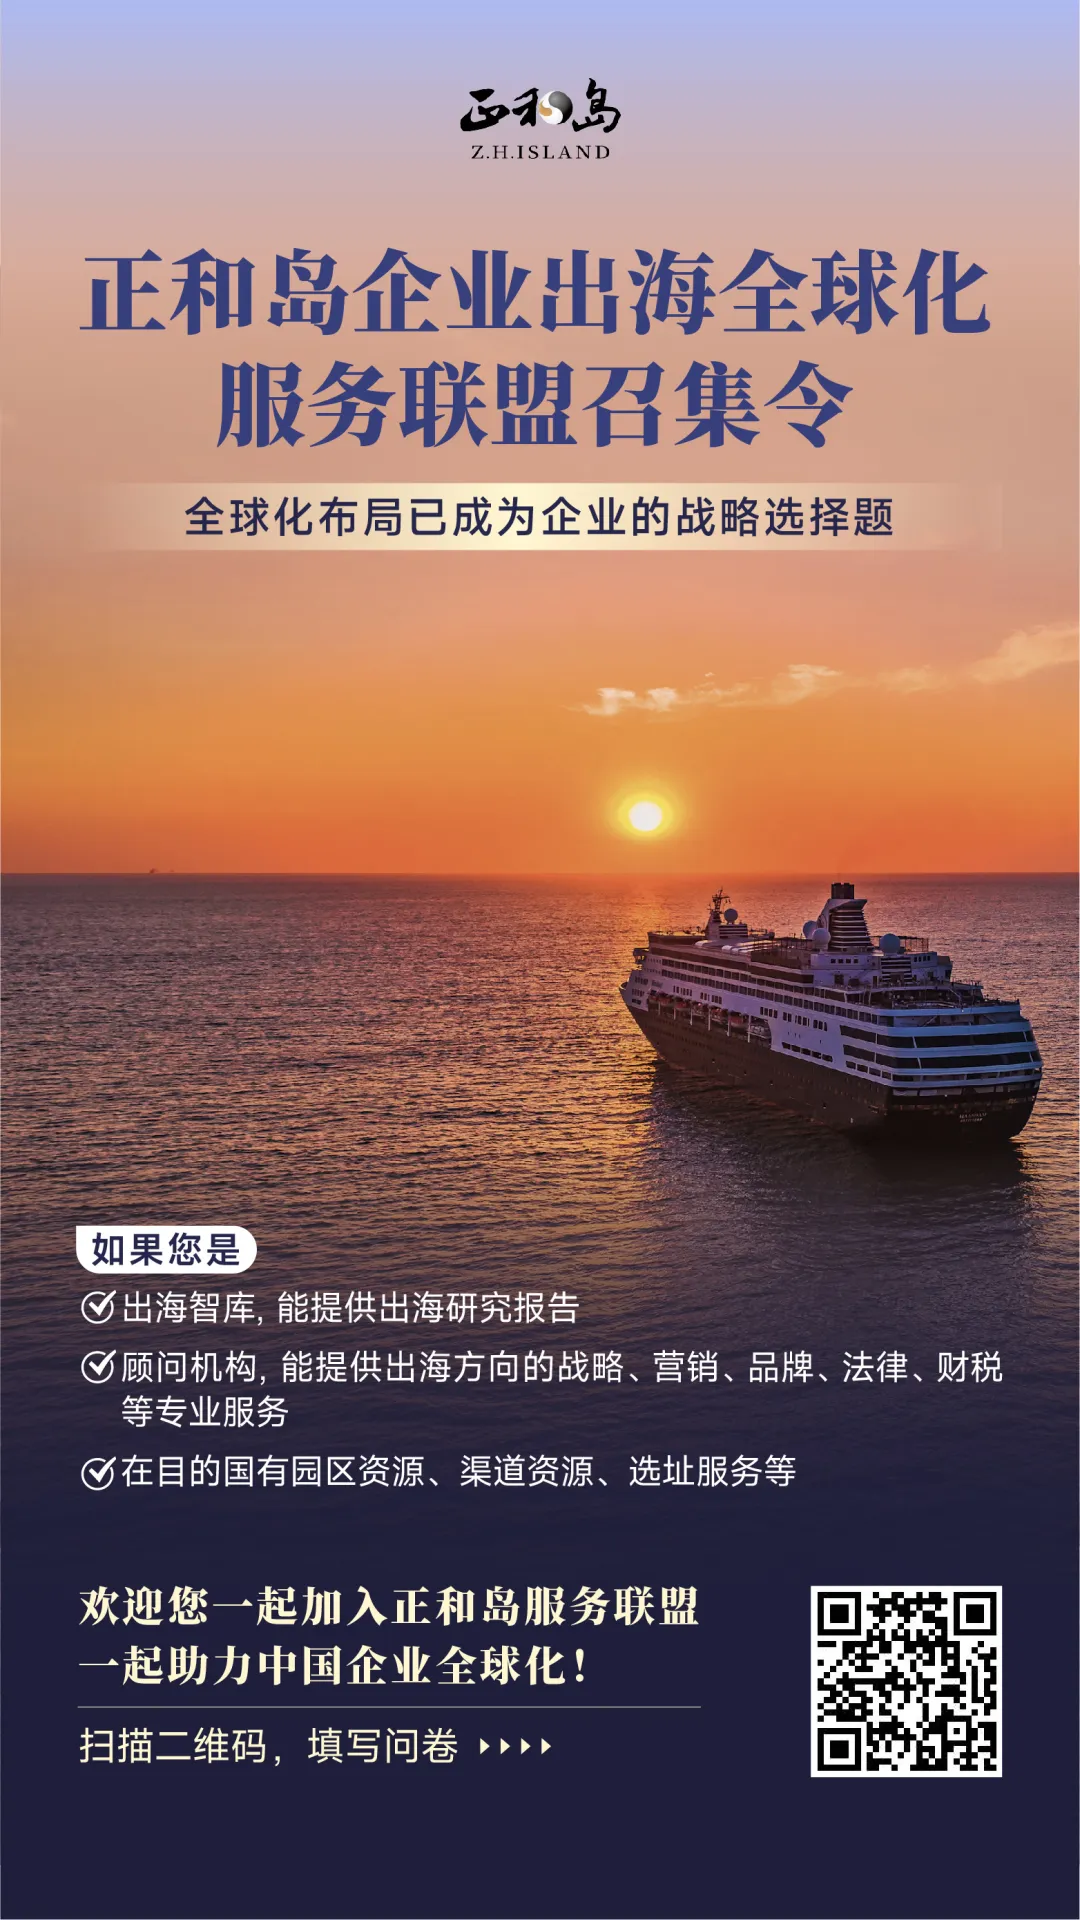 正和岛
Z.H.ISLAND
正和岛企业出海全球化
服务联盟召集令
全球化布局已成为企业的战略选择题
如果您是
出海智库, 能提供出海研究报告
顾问机构, 能提供出海方向的战略、营销、品牌、法律、财税
等专业服务
在目的国有园区资源、渠道资源、选址服务等
欢迎您一起加入正和岛服务联盟
一起助力中国企业全球化!
扫描二维码, 填写问卷